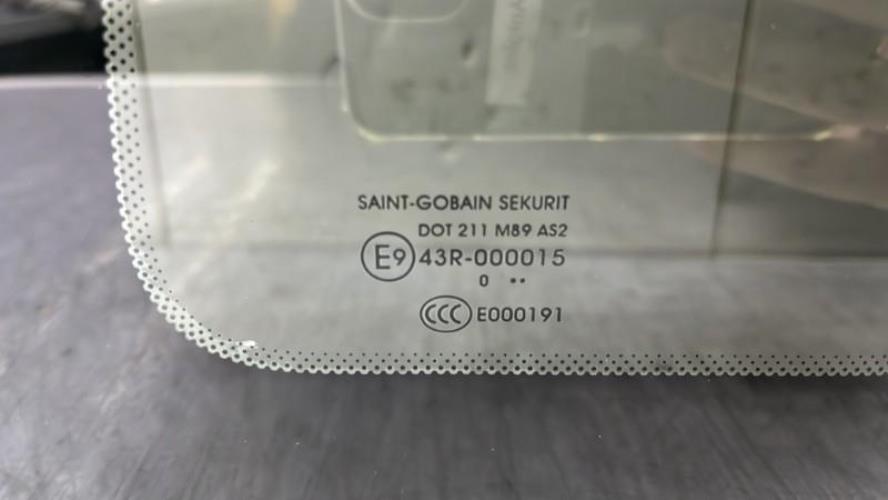 SAINT-GOBAIN SEKURIT
DOT 211 M89 AS2
E9 43R-000015
0 ••
CCC E000191